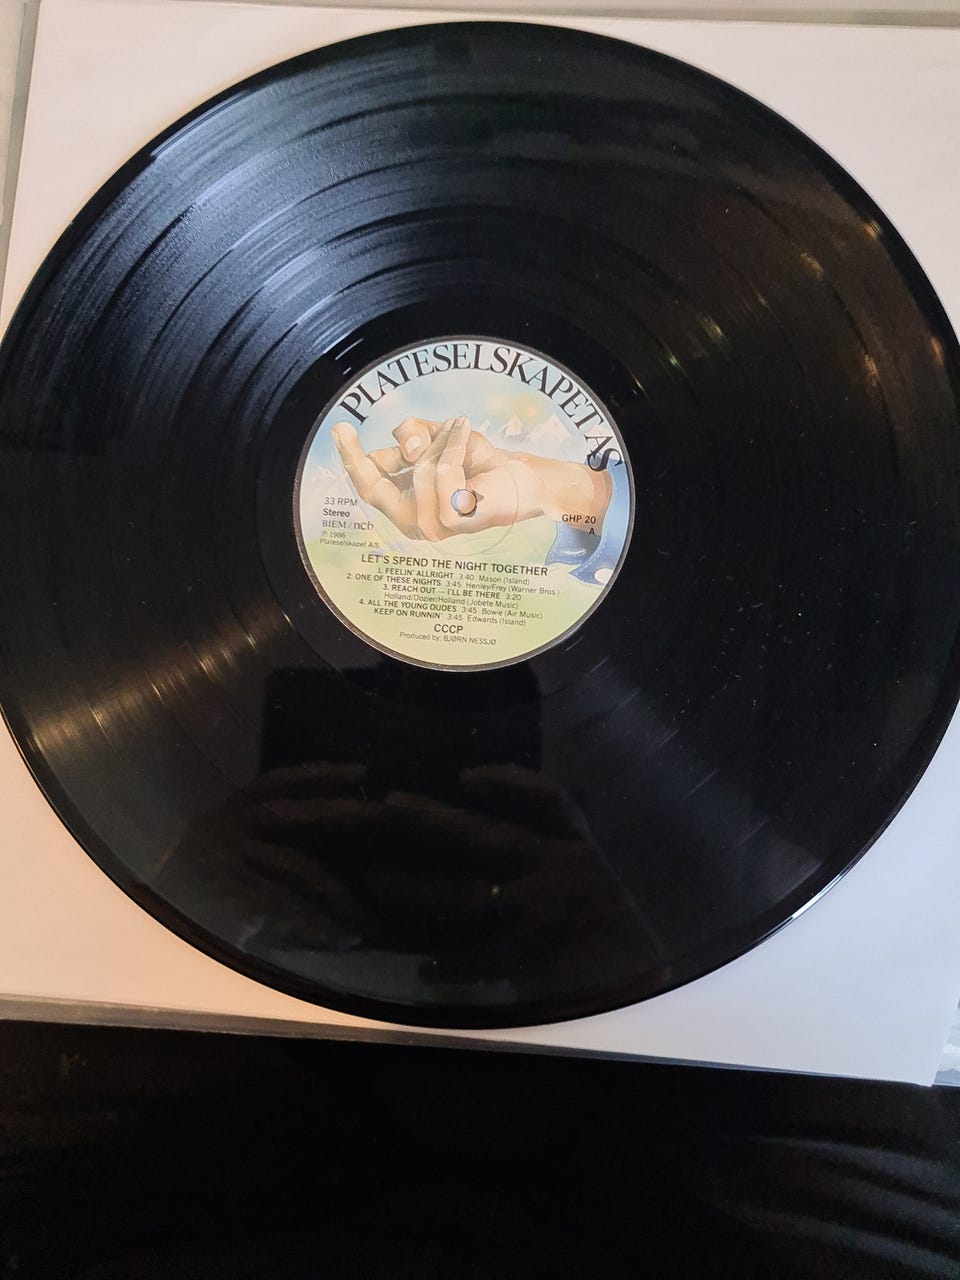 PLATESELSKAPET AS
33 RPM
Stereo
BIEM/ncb
℗ 1986
Plateselskapet A/S
GHP 20
A
LET'S SPEND THE NIGHT TOGETHER
1. FEELIN' ALLRIGHT 3:40 Mason (Island)
2. ONE OF THESE NIGHTS 3:45 Henley/Frey (Warner Bros.)
3. REACH OUT — I'LL BE THERE 3:20
Holland/Dozier/Holland (Jobete Music)
4. ALL THE YOUNG DUDES 3:45 Bowie (Air Music)
KEEP ON RUNNIN' 3:45 Edwards (Island)
CCCP
Produced by: BJØRN NESSJØ